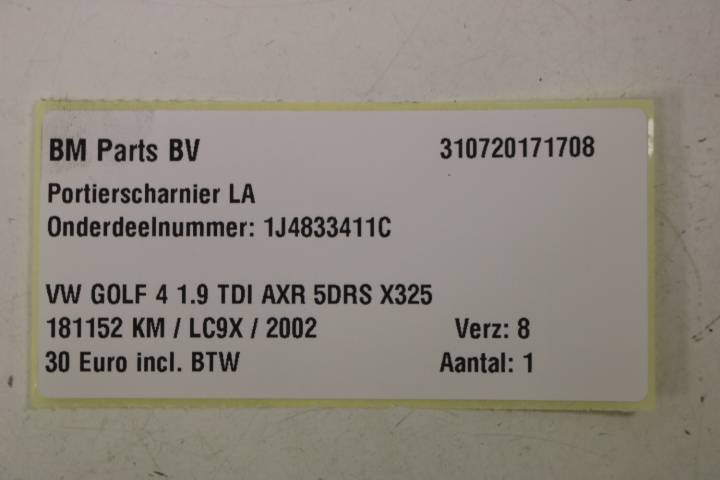 BM Parts BV 310720171708
Portierscharnier LA
Onderdeelnummer: 1J4833411C
VW GOLF 4 1.9 TDI AXR 5DRS X325
181152 KM / LC9X / 2002 Verz: 8
30 Euro incl. BTW Aantal: 1